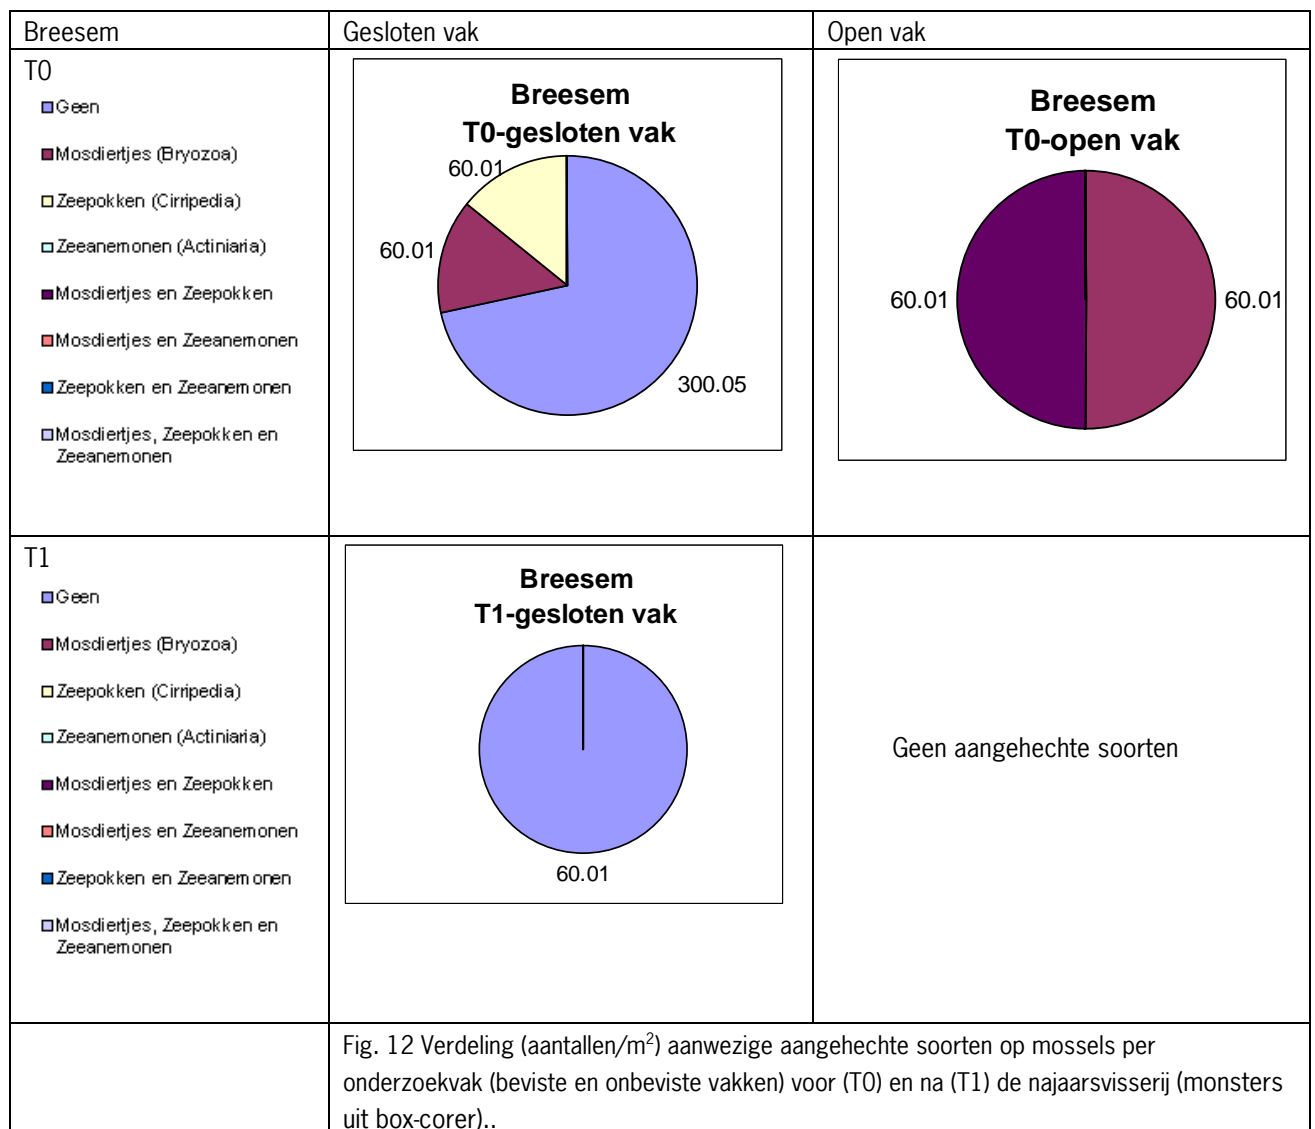 Breesem
Gesloten vak
Open vak
T0
Geen
Mosdiertjes (Bryozoa)
Zeepokken (Cirripedia)
Zeeanemonen (Actiniaria)
Mosdiertjes en Zeepokken
Mosdiertjes en Zeeanemonen
Zeepokken en Zeeanemonen
Mosdiertjes, Zeepokken en
Zeeanemonen
Breesem
T0-gesloten vak
60.01
60.01
300.05
Breesem
T0-open vak
60.01
60.01
T1
Geen
Mosdiertjes (Bryozoa)
Zeepokken (Cirripedia)
Zeeanemonen (Actiniaria)
Mosdiertjes en Zeepokken
Mosdiertjes en Zeeanemonen
Zeepokken en Zeeanemonen
Mosdiertjes, Zeepokken en
Zeeanemonen
Breesem
T1-gesloten vak
60.01
Geen aangehechte soorten
Fig. 12 Verdeling (aantallen/m²) aanwezige aangehechte soorten op mossels per
onderzoekvak (beviste en onbeviste vakken) voor (T0) en na (T1) de najaarsvisserij (monsters
uit box-corer)..